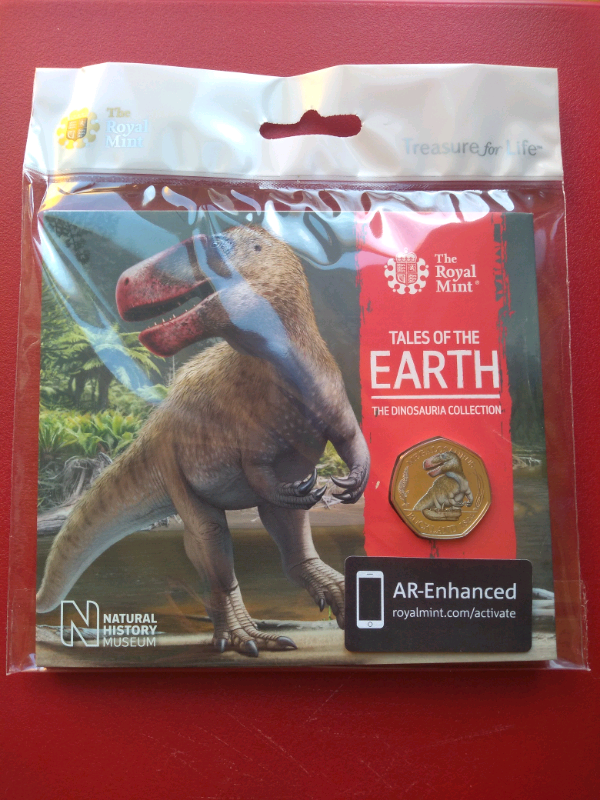 The
Royal
Mint
Treasure for Life™
The
Royal
Mint®
TALES OF THE
EARTH
THE DINOSAURIA COLLECTION
AR-Enhanced
royalmint.com/activate
N
NATURAL
HISTORY
MUSEUM